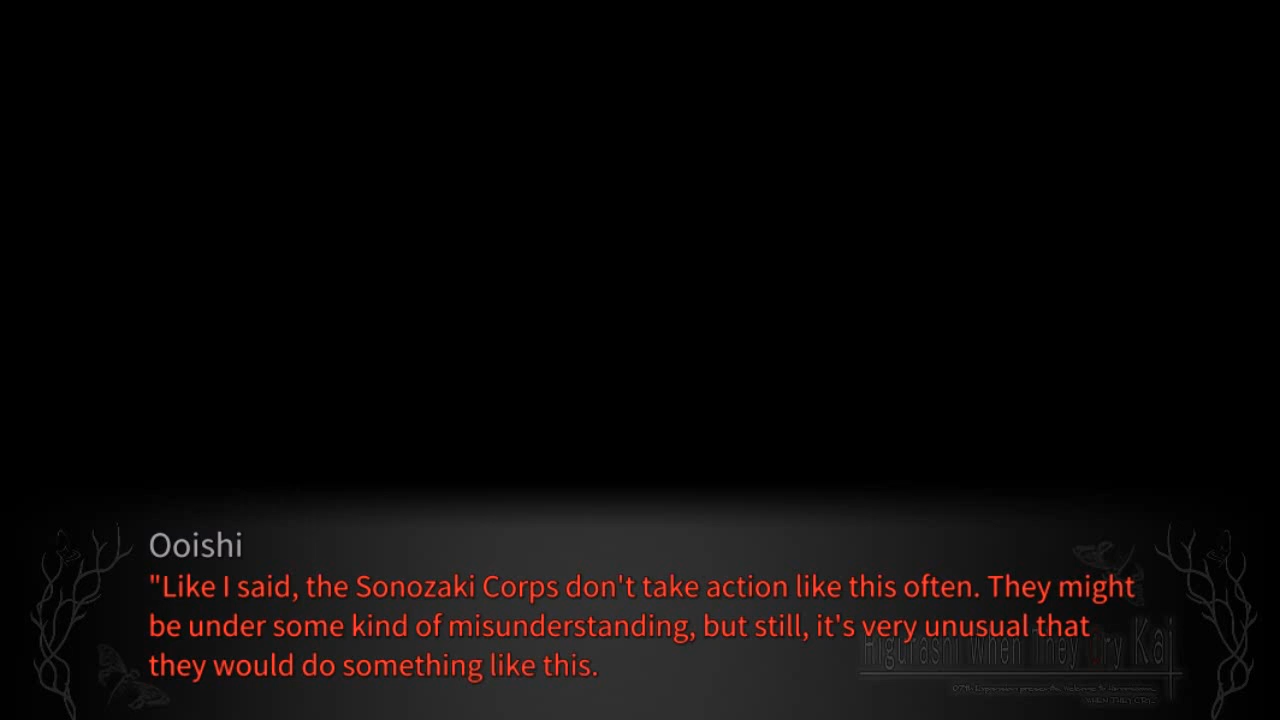 Ooishi
"Like I said, the Sonozaki Corps don't take action like this often. They might
be under some kind of misunderstanding, but still, it's very unusual that
they would do something like this.
Higurashi When They Cry Kai